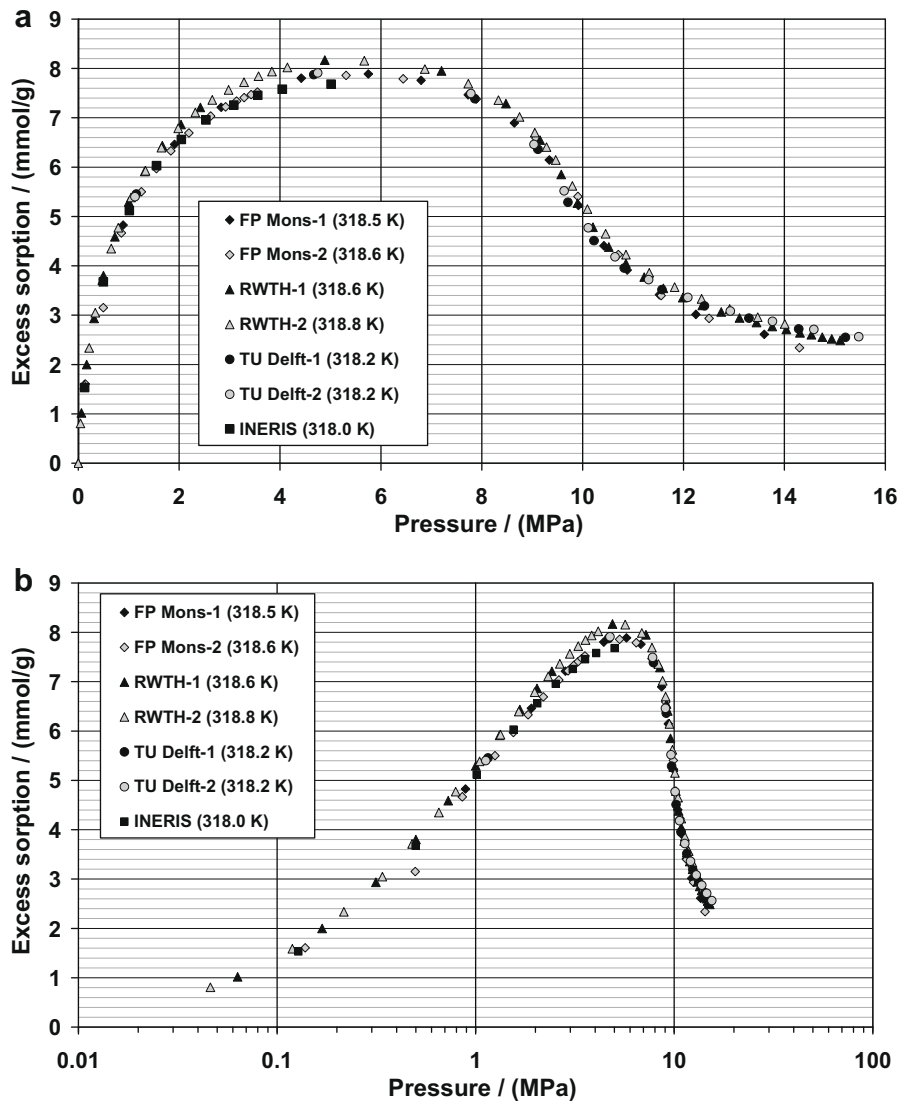 a
9
8
7
6
5
4
3
2
1
0
Excess sorption / (mmol/g)
FP Mons-1 (318.5 K)
FP Mons-2 (318.6 K)
RWTH-1 (318.6 K)
RWTH-2 (318.8 K)
TU Delft-1 (318.2 K)
TU Delft-2 (318.2 K)
INERIS (318.0 K)
0 2 4 6 8 10 12 14 16
Pressure / (MPa)
b
9
8
7
6
5
4
3
2
1
0
Excess sorption / (mmol/g)
FP Mons-1 (318.5 K)
FP Mons-2 (318.6 K)
RWTH-1 (318.6 K)
RWTH-2 (318.8 K)
TU Delft-1 (318.2 K)
TU Delft-2 (318.2 K)
INERIS (318.0 K)
0.01 0.1 1 10 100
Pressure / (MPa)